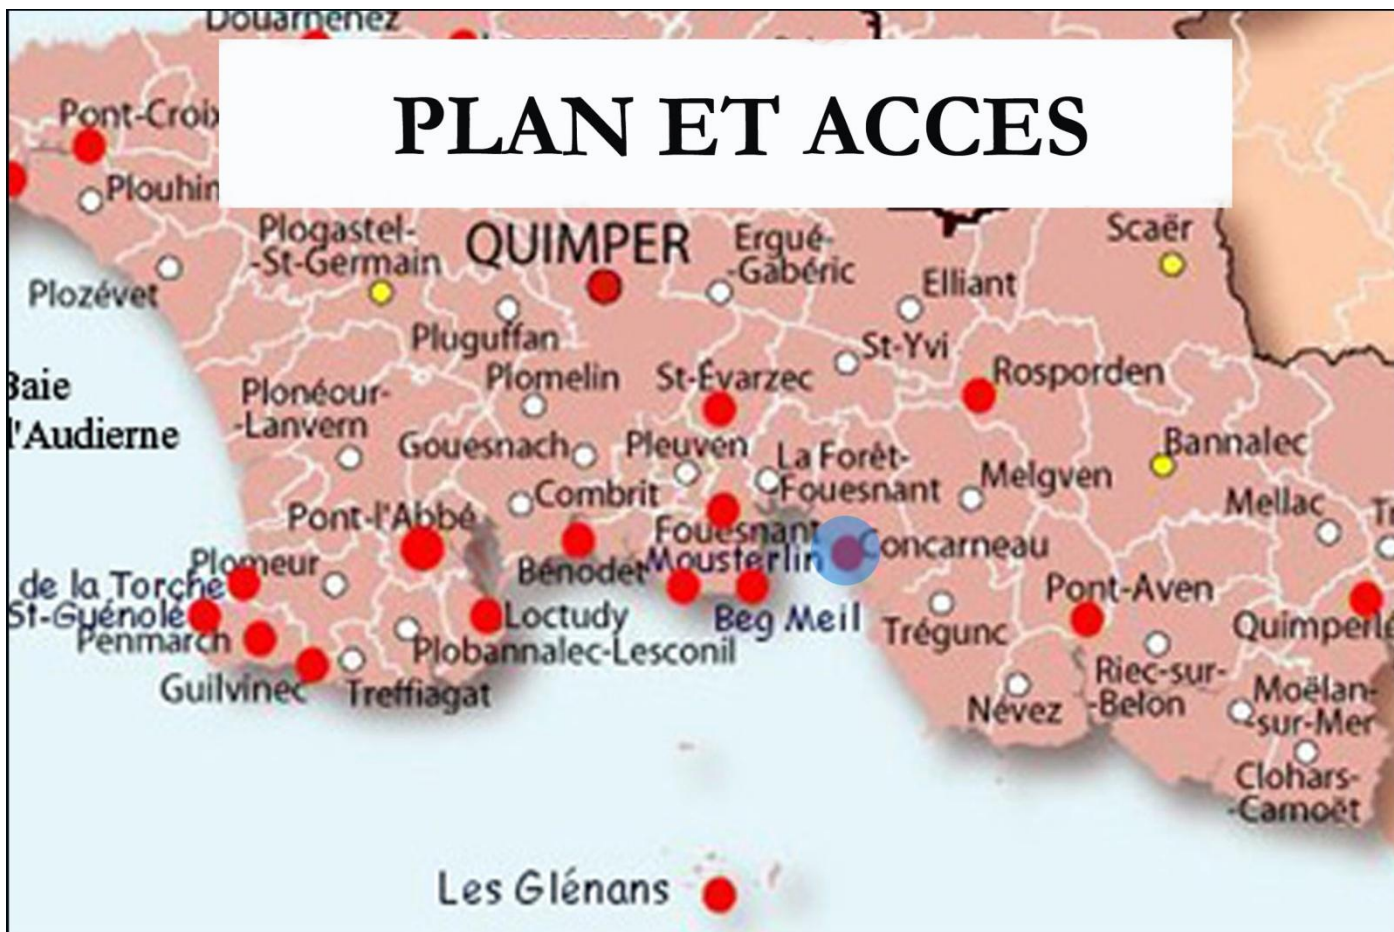 Douarnenez
PLAN ET ACCES
Pont-Croix
Plouhin
Plogastel-
-St-Germain
QUIMPER
Ergué-
-Gabéric
Scaër
Plozévet
Elliant
Pluguffan
St-Yvi
Baie
d'Audierne
Plonéour-
-Lanvern
Plomelin
St-Évarzec
Rosporden
Gouesnach
Pleuven
La Forêt-
-Fouesnant
Bannalec
Combrit
Melgven
Mellac
Pont-l'Abbé
Fouesnant
Concarneau
Plomeur
Bénodet
Mousterlin
de la Torche
Pont-Aven
St-Guénolé
Loctudy
Beg Meil
Trégunc
Quimperlé
Penmarch
Plobannalec-Lesconil
Guilvinec
Treffiagat
Riec-sur-
-Belon
Névez
Moëlan-
-sur-Mer
Clohars-
-Carnoët
Les Glénans